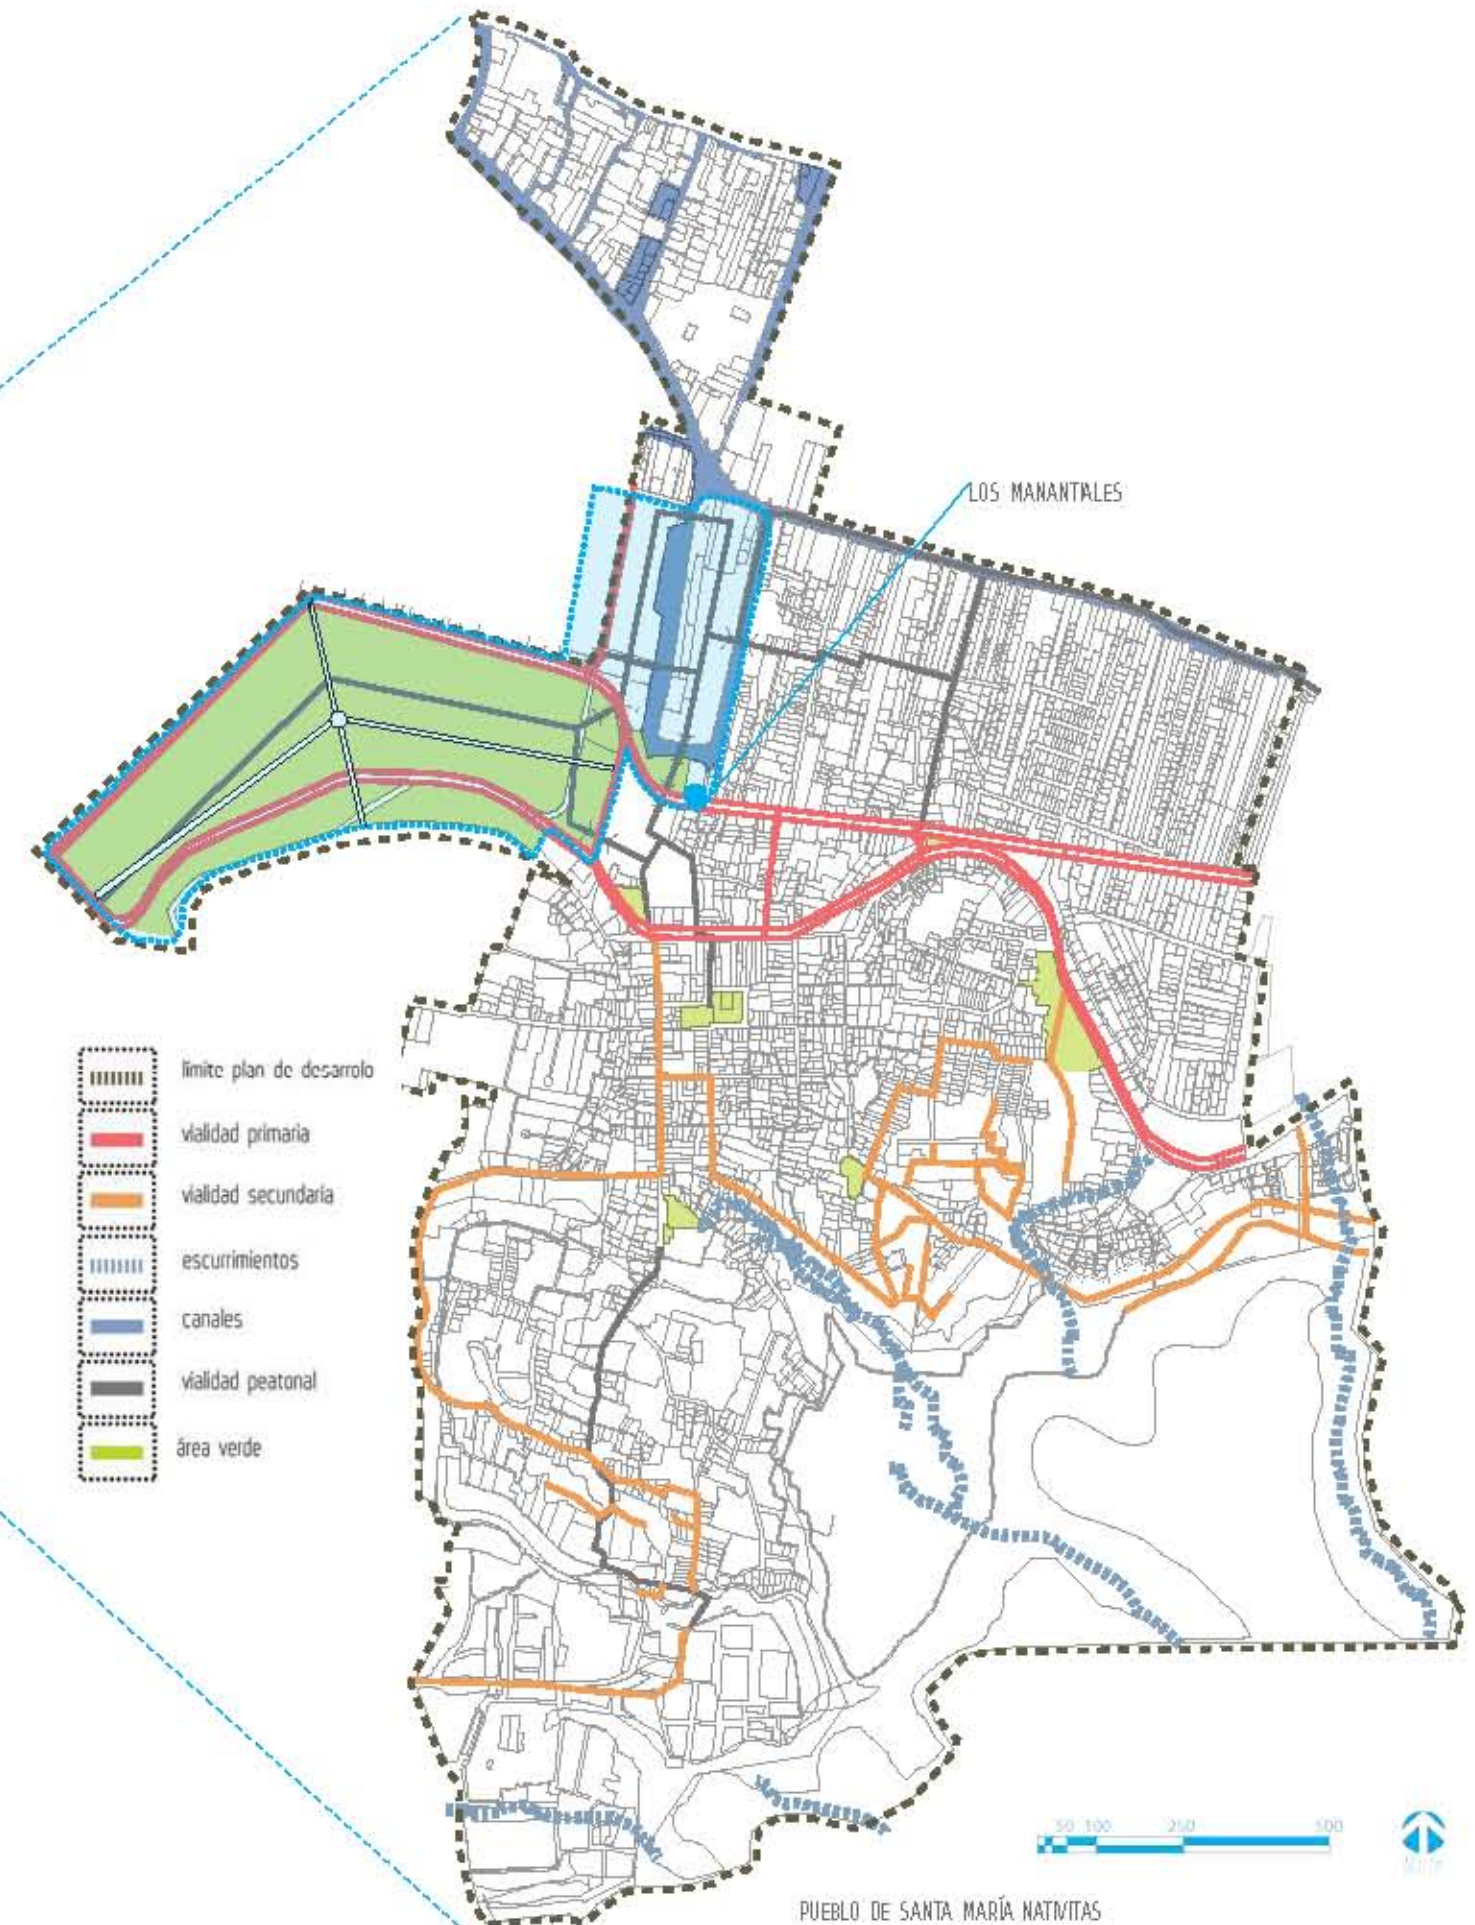 LOS MANANTIALES
límite plan de desarrolo
vialidad primaria
vialidad secundaria
escurrimientos
canales
vialidad peatonal
área verde
50 100 250 500
PUEBLO DE SANTA MARÍA NATIVITAS